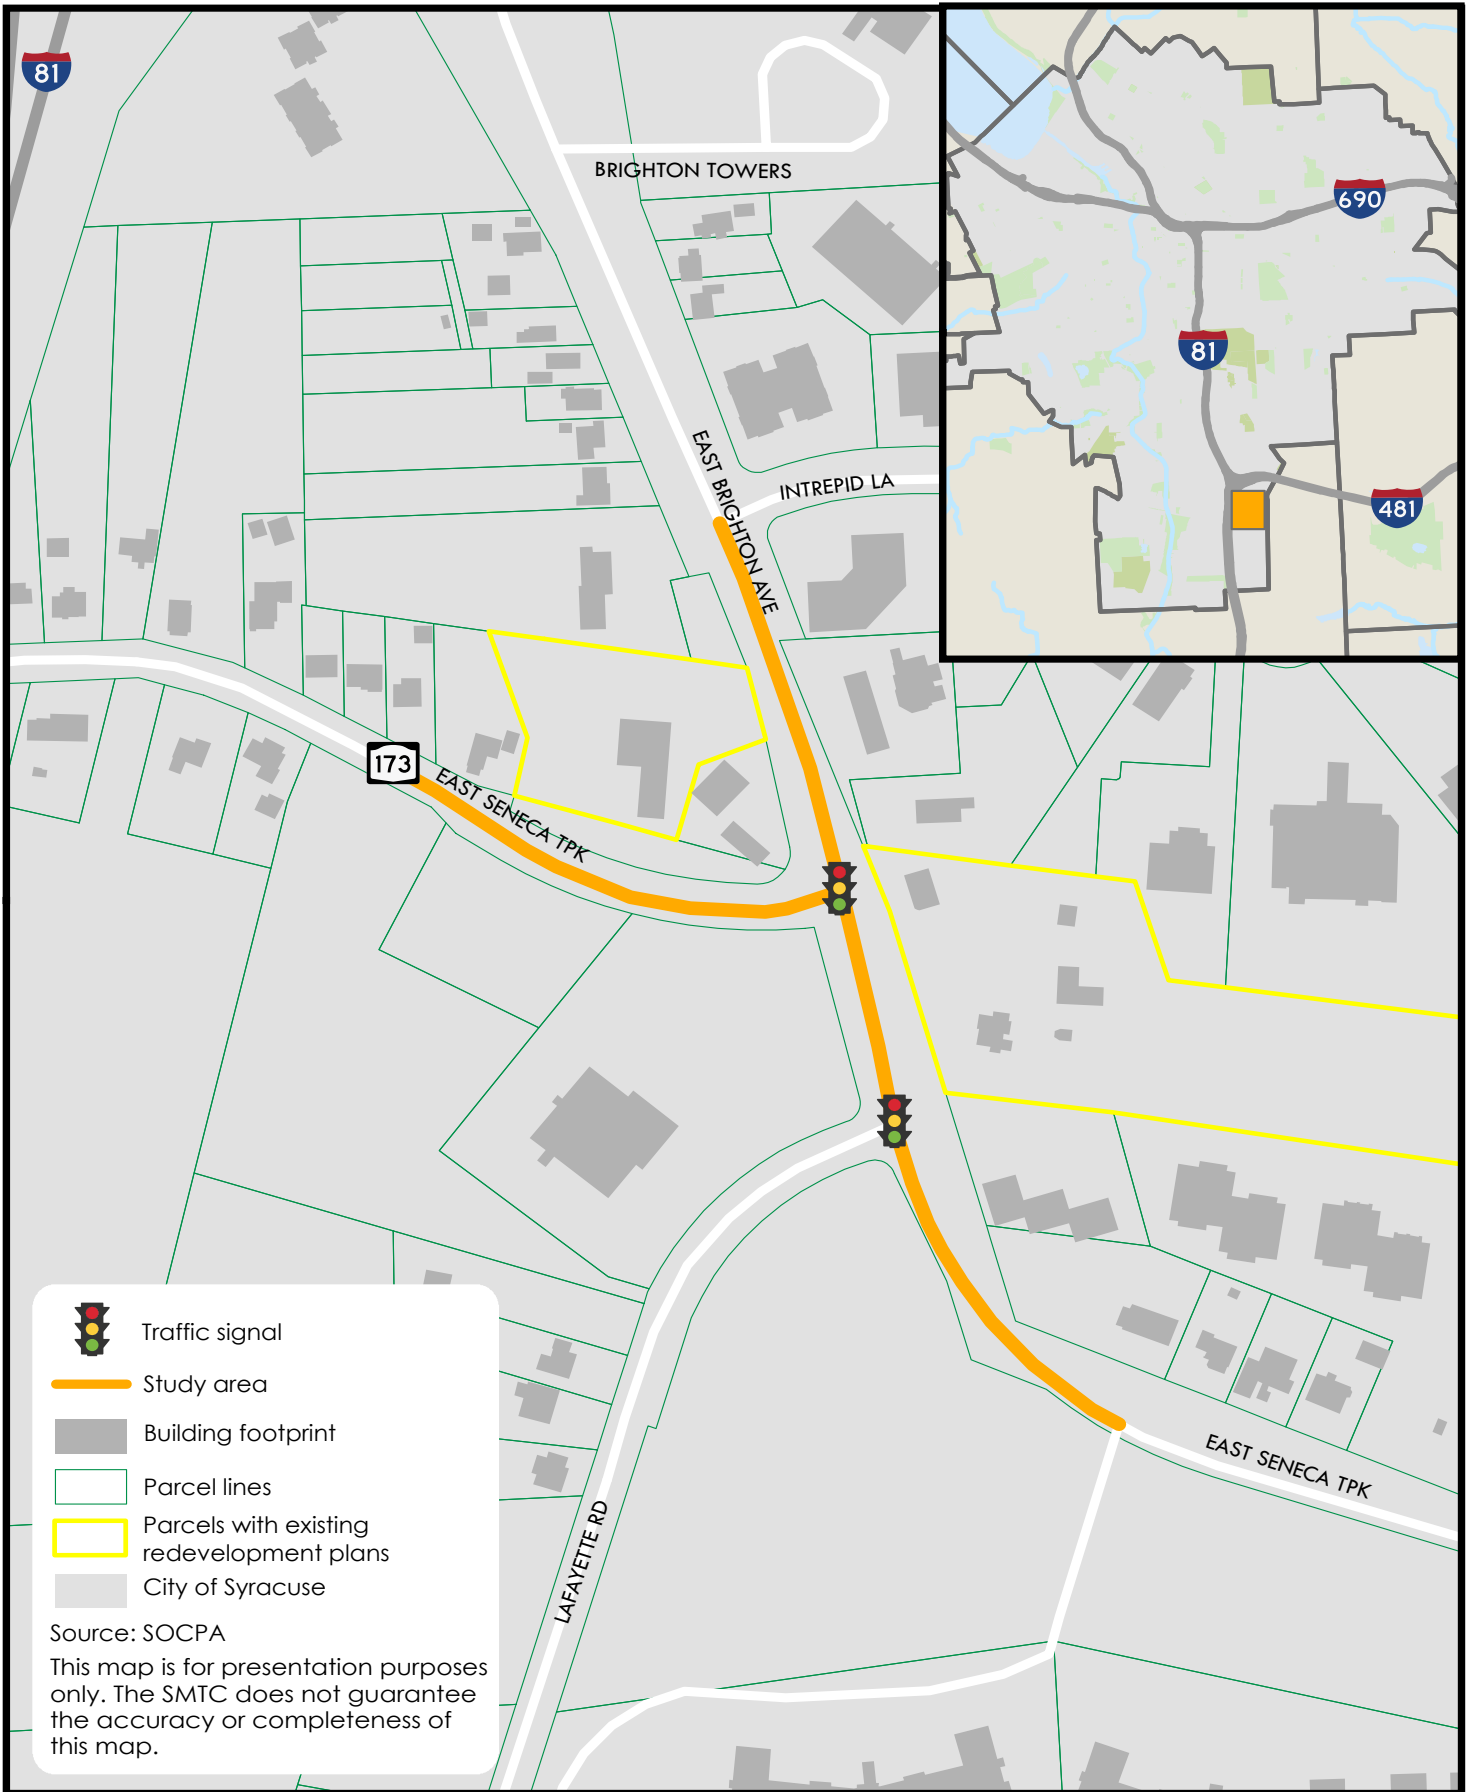 81
BRIGHTON TOWERS
690
81
481
EAST BRIGHTON AVE
INTREPID LA
173
EAST SENECA TPK
EAST SENECA TPK
LAFAYETTE RD
Traffic signal
Study area
Building footprint
Parcel lines
Parcels with existing
redevelopment plans
City of Syracuse
Source: SOCPA
This map is for presentation purposes
only. The SMTC does not guarantee
the accuracy or completeness of
this map.